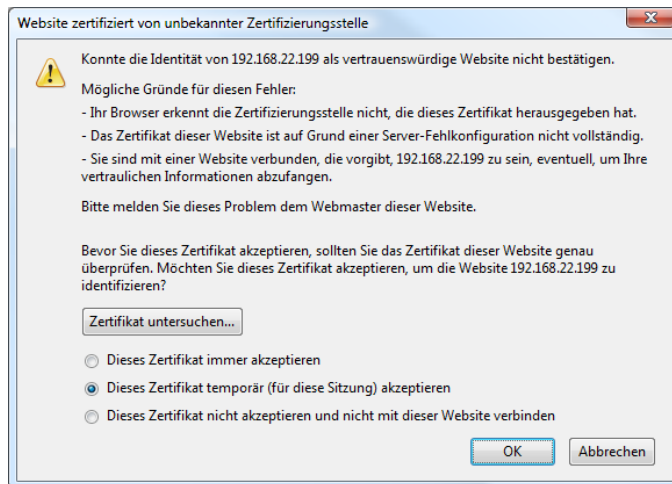 Website zertifiziert von unbekannter Zertifizierungsstelle
Konnte die Identität von 192.168.22.199 als vertrauenswürdige Website nicht bestätigen.
Mögliche Gründe für diesen Fehler:
- Ihr Browser erkennt die Zertifizierungsstelle nicht, die dieses Zertifikat herausgegeben hat.
- Das Zertifikat dieser Website ist auf Grund einer Server-Fehlkonfiguration nicht vollständig.
- Sie sind mit einer Website verbunden, die vorgibt, 192.168.22.199 zu sein, eventuell, um Ihre
vertraulichen Informationen abzufangen.
Bitte melden Sie dieses Problem dem Webmaster dieser Website.
Bevor Sie dieses Zertifikat akzeptieren, sollten Sie das Zertifikat dieser Website genau
überprüfen. Möchten Sie dieses Zertifikat akzeptieren, um die Website 192.168.22.199 zu
identifizieren?
Zertifikat untersuchen...
Dieses Zertifikat immer akzeptieren
Dieses Zertifikat temporär (für diese Sitzung) akzeptieren
Dieses Zertifikat nicht akzeptieren und nicht mit dieser Website verbinden
OK
Abbrechen